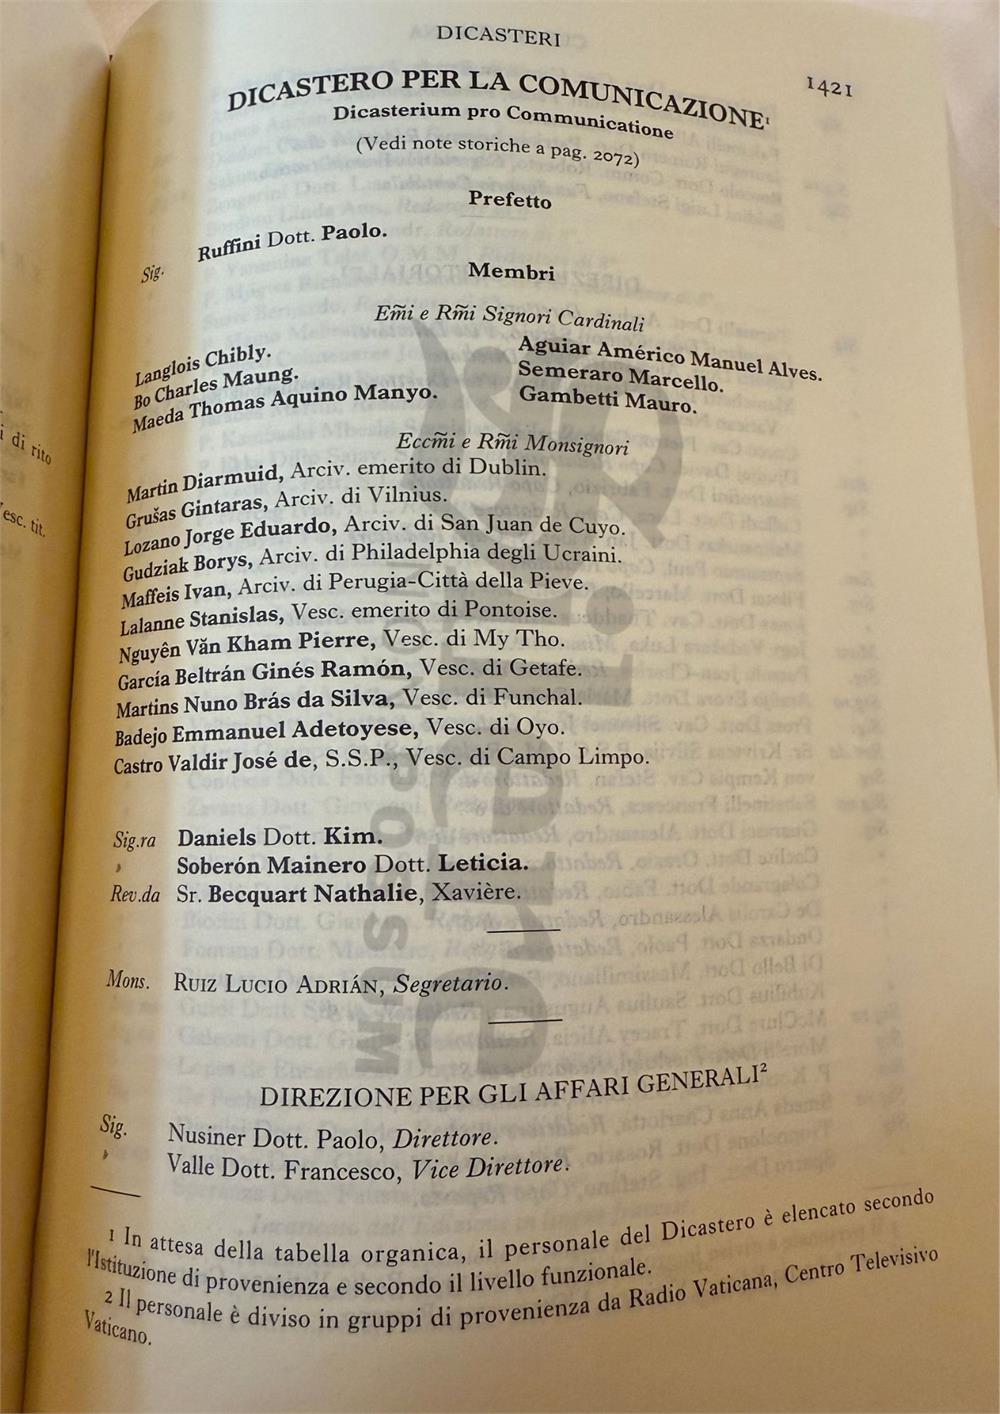 DICASTERI
1421
DICASTERO PER LA COMUNICAZIONE¹
Dicasterium pro Communicatione
(Vedi note storiche a pag. 2072)
Prefetto
Sig. Ruffini Dott. Paolo.
Membri
Em̃i e Rm̃i Signori Cardinali
Langlois Chibly.
Bo Charles Maung.
Maeda Thomas Aquino Manyo.
Aguiar Américo Manuel Alves.
Semeraro Marcello.
Gambetti Mauro.
Eccm̃i e Rm̃i Monsignori
Martin Diarmuid, Arciv. emerito di Dublin.
Grušas Gintaras, Arciv. di Vilnius.
Lozano Jorge Eduardo, Arciv. di San Juan de Cuyo.
Gudziak Borys, Arciv. di Philadelphia degli Ucraini.
Maffeis Ivan, Arciv. di Perugia-Città della Pieve.
Lalanne Stanislas, Vesc. emerito di Pontoise.
Nguyên Văn Kham Pierre, Vesc. di My Tho.
García Beltrán Ginés Ramón, Vesc. di Getafe.
Martins Nuno Brás da Silva, Vesc. di Funchal.
Badejo Emmanuel Adetoyese, Vesc. di Oyo.
Castro Valdir José de, S.S.P., Vesc. di Campo Limpo.
Sig.ra Daniels Dott. Kim.
» Soberón Mainero Dott. Leticia.
Rev.da Sr. Becquart Nathalie, Xavière.
Mons. Ruiz Lucio Adrián, Segretario.
DIREZIONE PER GLI AFFARI GENERALI²
Sig. Nusiner Dott. Paolo, Direttore.
» Valle Dott. Francesco, Vice Direttore.
1 In attesa della tabella organica, il personale del Dicastero è elencato secondo
l'Istituzione di provenienza e secondo il livello funzionale.
2 Il personale è diviso in gruppi di provenienza da Radio Vaticana, Centro Televisivo
Vaticano.
i di rito
esc. tit.